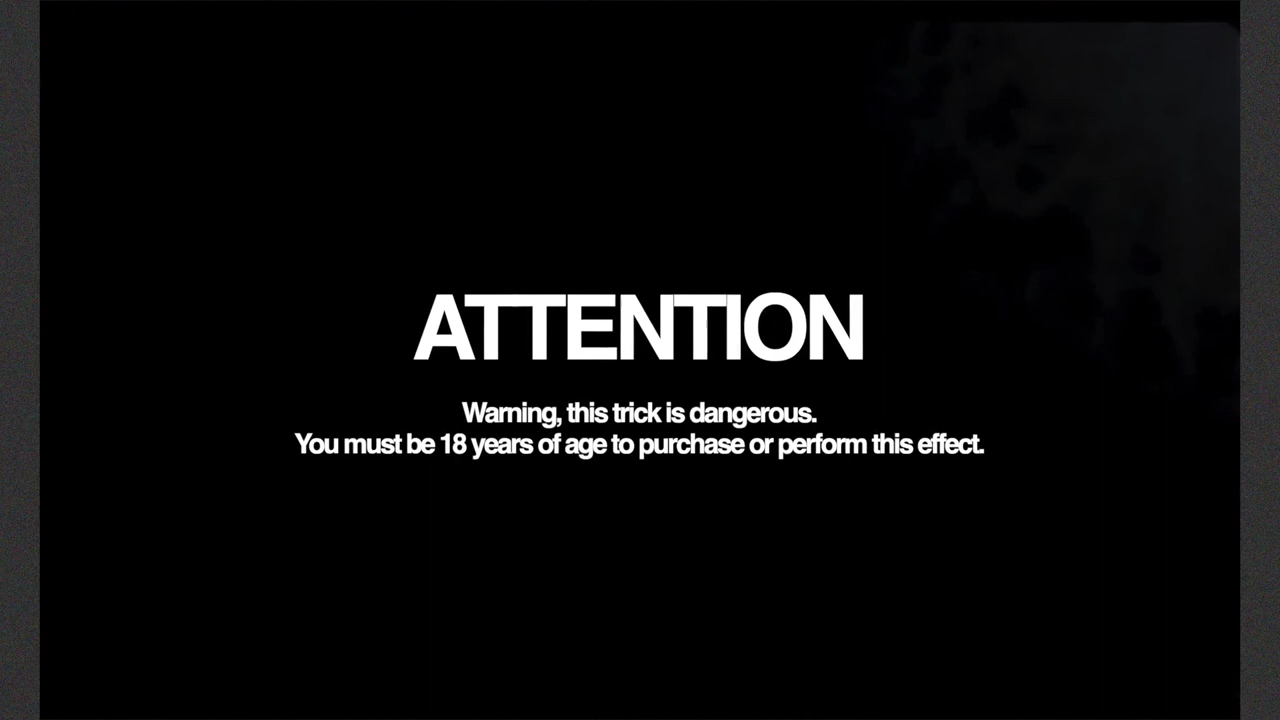 ATTENTION
Warning, this trick is dangerous.
You must be 18 years of age to purchase or perform this effect.